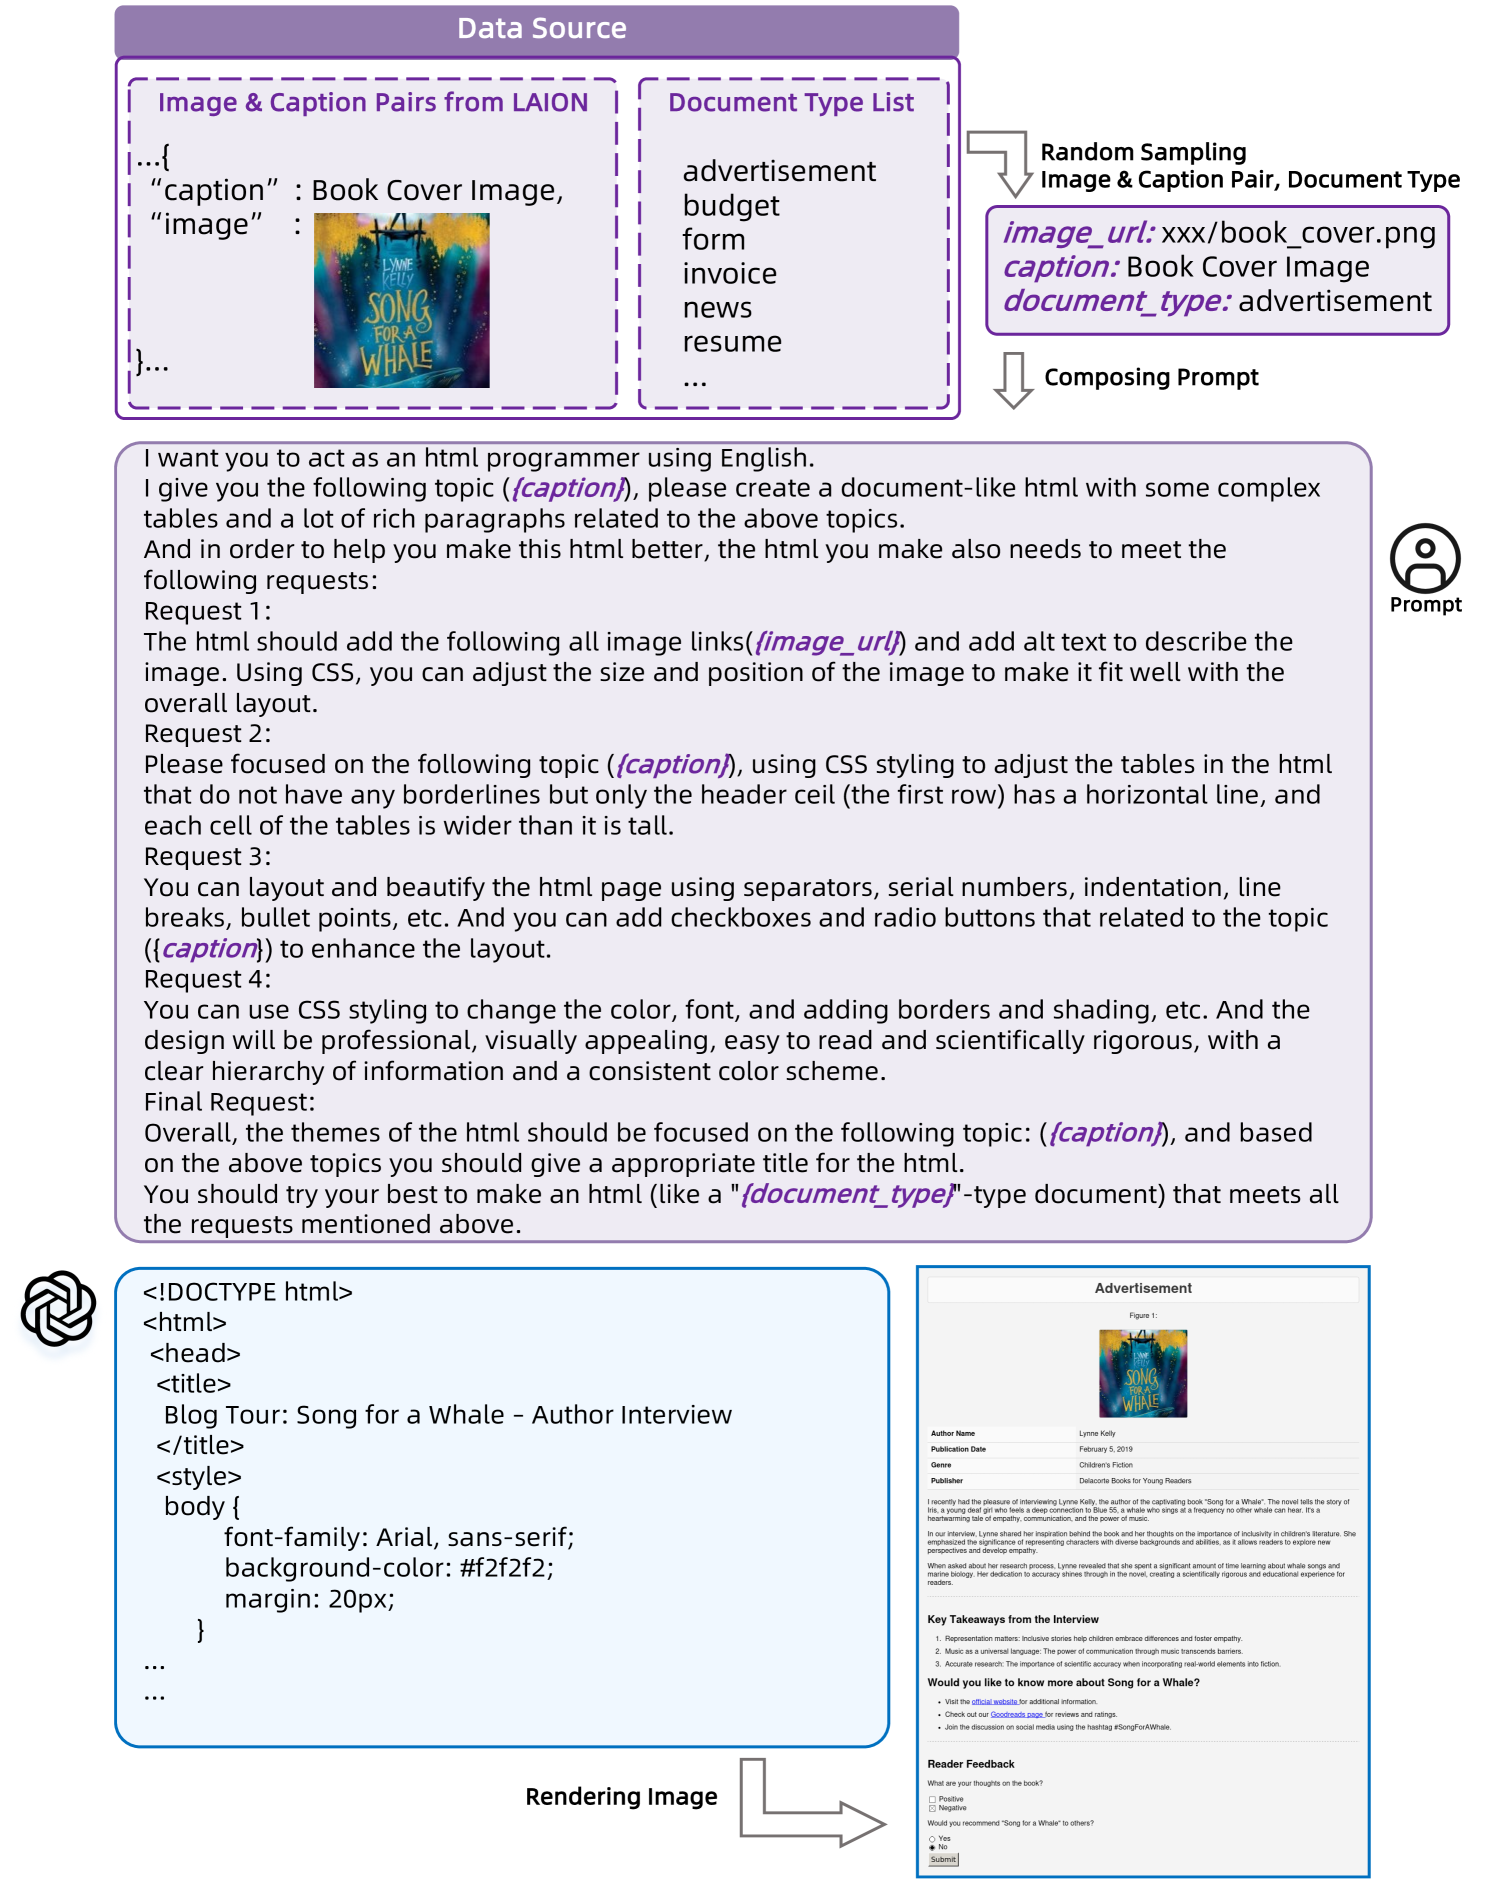 Data Source
Image & Caption Pairs from LAION
...{
“caption” : Book Cover Image,
“image” :
LYNNE
KELLY
SONG
FOR A
WHALE
}...
Document Type List
advertisement
budget
form
invoice
news
resume
...
Random Sampling
Image & Caption Pair, Document Type
image_url: xxx/book_cover.png
caption: Book Cover Image
document_type: advertisement
Composing Prompt
I want you to act as an html programmer using English.
I give you the following topic ({caption}), please create a document-like html with some complex
tables and a lot of rich paragraphs related to the above topics.
And in order to help you make this html better, the html you make also needs to meet the
following requests:
Request 1:
The html should add the following all image links({image_url}) and add alt text to describe the
image. Using CSS, you can adjust the size and position of the image to make it fit well with the
overall layout.
Request 2:
Please focused on the following topic ({caption}), using CSS styling to adjust the tables in the html
that do not have any borderlines but only the header ceil (the first row) has a horizontal line, and
each cell of the tables is wider than it is tall.
Request 3:
You can layout and beautify the html page using separators, serial numbers, indentation, line
breaks, bullet points, etc. And you can add checkboxes and radio buttons that related to the topic
({caption}) to enhance the layout.
Request 4:
You can use CSS styling to change the color, font, and adding borders and shading, etc. And the
design will be professional, visually appealing, easy to read and scientifically rigorous, with a
clear hierarchy of information and a consistent color scheme.
Final Request:
Overall, the themes of the html should be focused on the following topic: ({caption}), and based
on the above topics you should give a appropriate title for the html.
You should try your best to make an html (like a "{document_type}"-type document) that meets all
the requests mentioned above.
Prompt
<!DOCTYPE html>
<html>
<head>
<title>
Blog Tour: Song for a Whale – Author Interview
</title>
<style>
body {
font-family: Arial, sans-serif;
background-color: #f2f2f2;
margin: 20px;
}
...
...
Rendering Image
Advertisement
Figure 1:
LYNNE
KELLY
SONG
FOR A
WHALE
Author Name Lynne Kelly
Publication Date February 5, 2019
Genre Children's Fiction
Publisher Delacorte Books for Young Readers
I recently had the pleasure of interviewing Lynne Kelly, the author of the captivating book "Song for a Whale". The novel tells the story of
Iris, a young deaf girl who feels a deep connection to Blue 55, a whale who sings at a frequency no other whale can hear. It's a
heartwarming tale of empathy, communication, and the power of music.
In our interview, Lynne shared her inspiration behind the book and her thoughts on the importance of inclusivity in children's literature. She
emphasized the significance of representing characters with diverse backgrounds and abilities, as it allows readers to explore new
perspectives and develop empathy.
When asked about her research process, Lynne revealed that she spent a significant amount of time learning about whale songs and
marine biology. Her dedication to accuracy shines through in the novel, creating a scientifically rigorous and educational experience for
readers.
Key Takeaways from the Interview
1. Representation matters: Inclusive stories help children embrace differences and foster empathy.
2. Music as a universal language: The power of communication through music transcends barriers.
3. Accurate research: The importance of scientific accuracy when incorporating real-world elements into fiction.
Would you like to know more about Song for a Whale?
• Visit the official website for additional information.
• Check out our Goodreads page for reviews and ratings.
• Join the discussion on social media using the hashtag #SongForAWhale.
Reader Feedback
What are your thoughts on the book?
Positive
Negative
Would you recommend "Song for a Whale" to others?
Yes
No
Submit